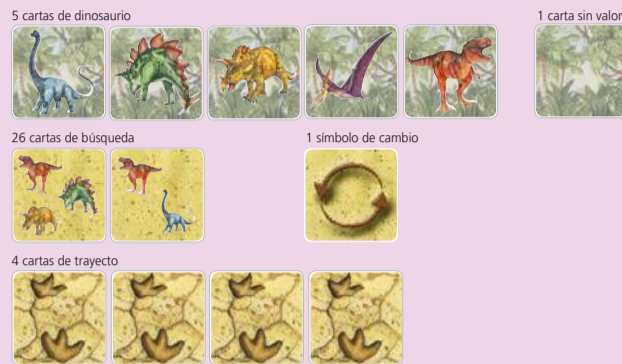 5 cartas de dinosaurio
1 carta sin valor
26 cartas de búsqueda
1 símbolo de cambio
4 cartas de trayecto